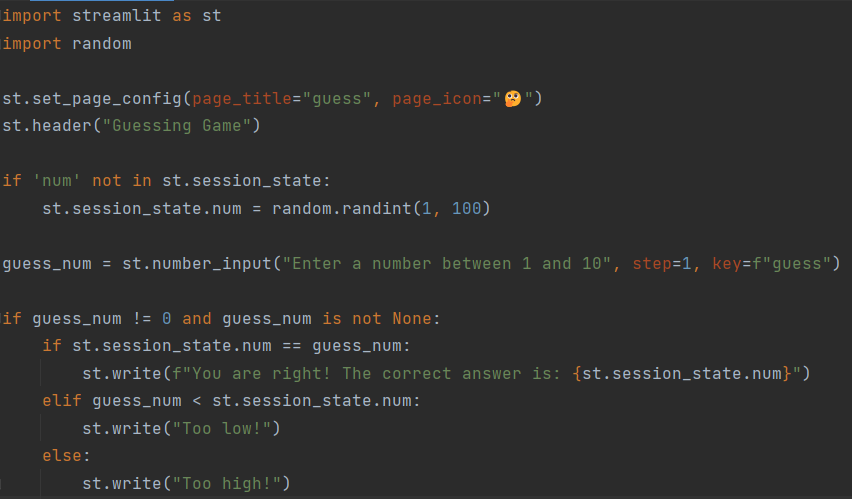 import streamlit as st
import random
st.set_page_config(page_title="guess", page_icon="🤔")
st.header("Guessing Game")
if 'num' not in st.session_state:
st.session_state.num = random.randint(1, 100)
guess_num = st.number_input("Enter a number between 1 and 10", step=1, key=f"guess")
if guess_num != 0 and guess_num is not None:
if st.session_state.num == guess_num:
st.write(f"You are right! The correct answer is: {st.session_state.num}")
elif guess_num < st.session_state.num:
st.write("Too low!")
else:
st.write("Too high!")